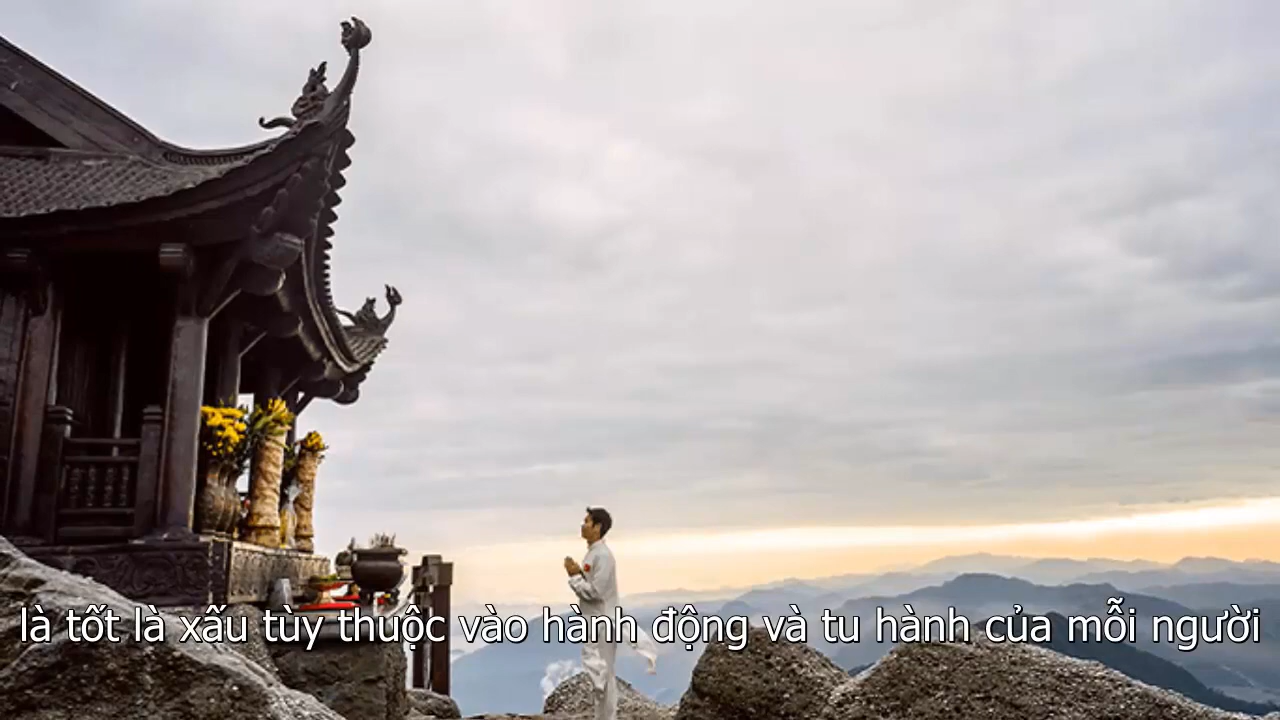 là tốt là xấu tùy thuộc vào hành động và tu hành của mỗi người